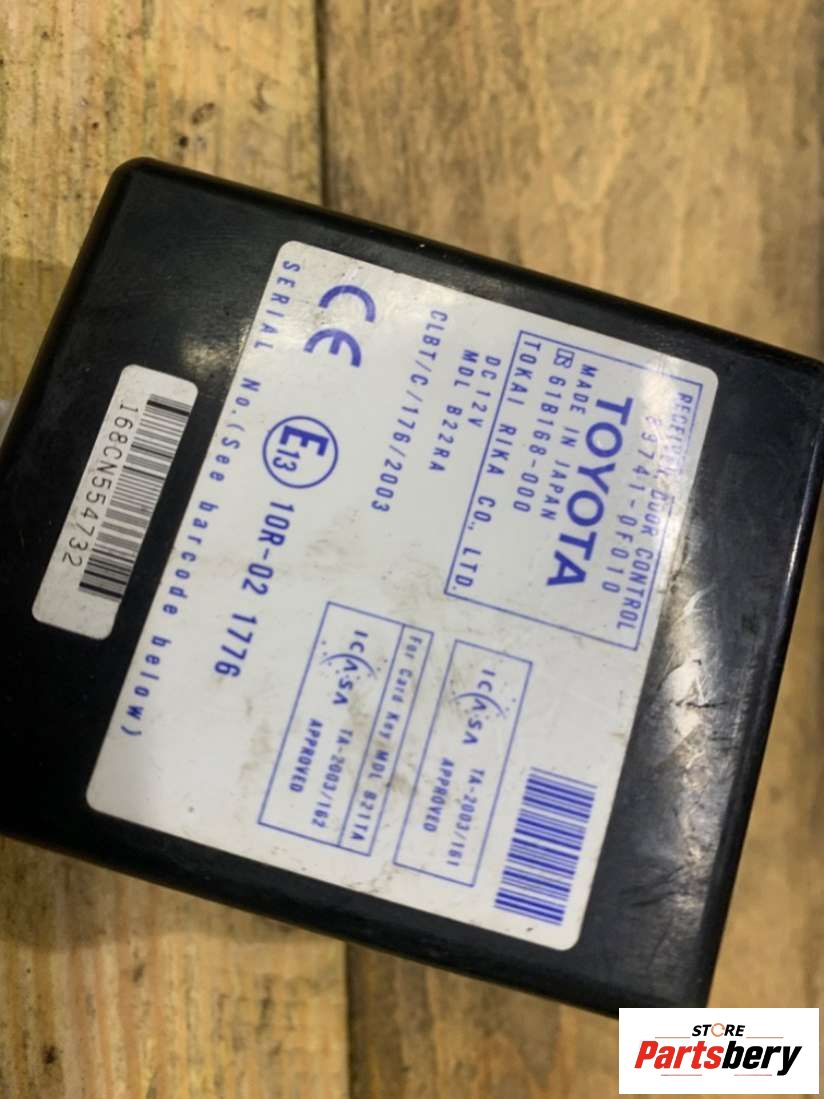 RECEIVER, DOOR CONTROL
89741-0F010
TOYOTA
MADE IN JAPAN
61B168-000
TOKAI RIKA CO., LTD.
DC 12V
MDL B22RA
CLBT/C/176/2003
CE
E13 10R-02 1776
SERIAL No.(See barcode below)
ICASA TA-2003/161
APPROVED
For Card Key MDL B21TA
ICASA TA-2003/162
APPROVED
168CN554732
STORE
Partsbery